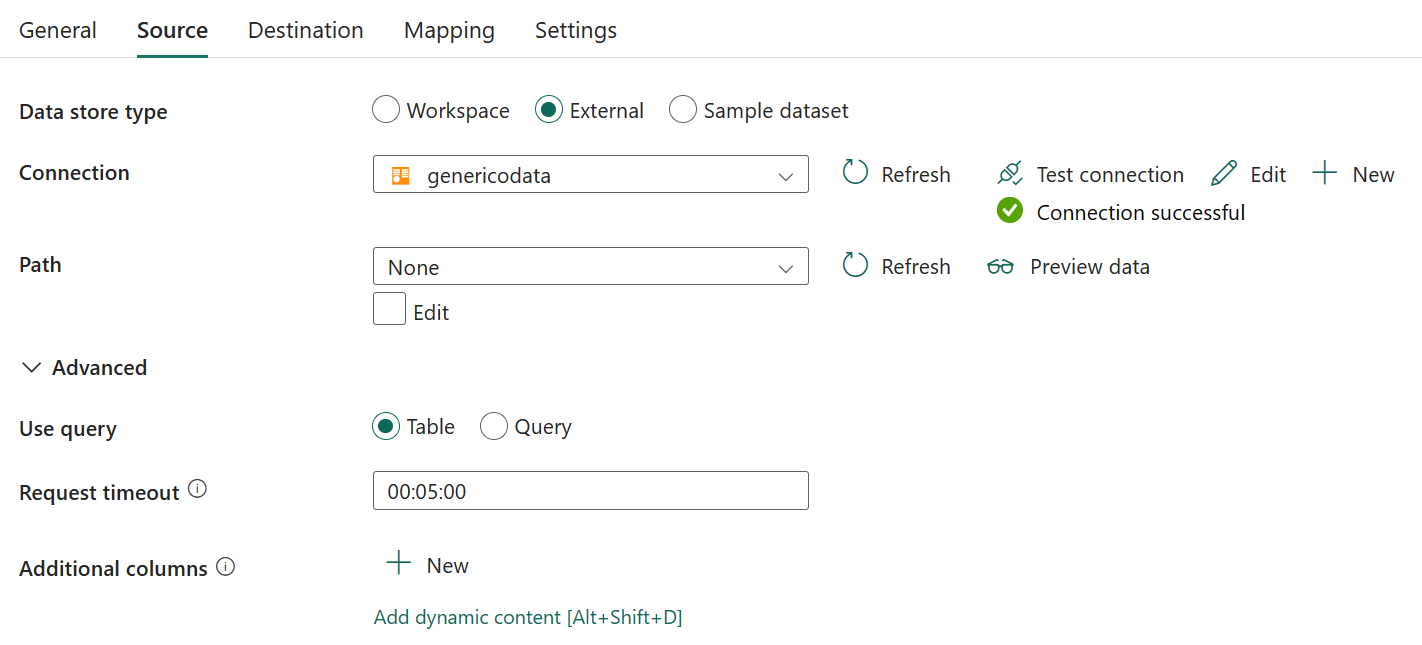 General Source Destination Mapping Settings
Data store type Workspace External Sample dataset
Connection genericodata Refresh Test connection Edit New
Connection successful
Path None Refresh Preview data
Edit
Advanced
Use query Table Query
Request timeout 00:05:00
Additional columns New
Add dynamic content [Alt+Shift+D]